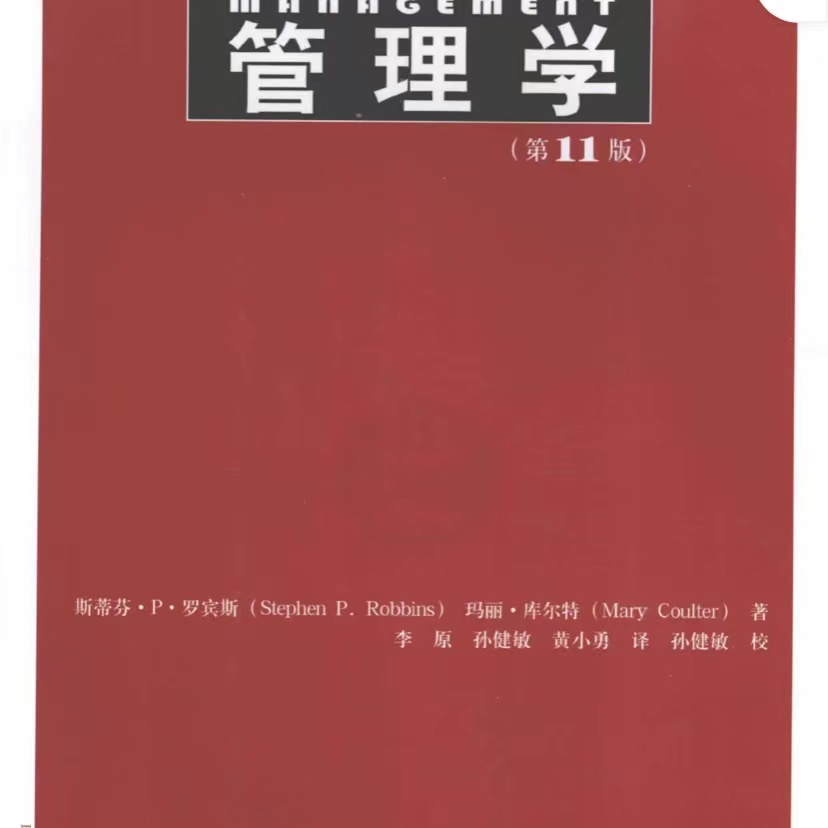 MANAGEMENT
管理学
（第11版）
斯蒂芬·P·罗宾斯（Stephen P. Robbins） 玛丽·库尔特（Mary Coulter） 著
李 原 孙健敏 黄小勇 译 孙健敏 校